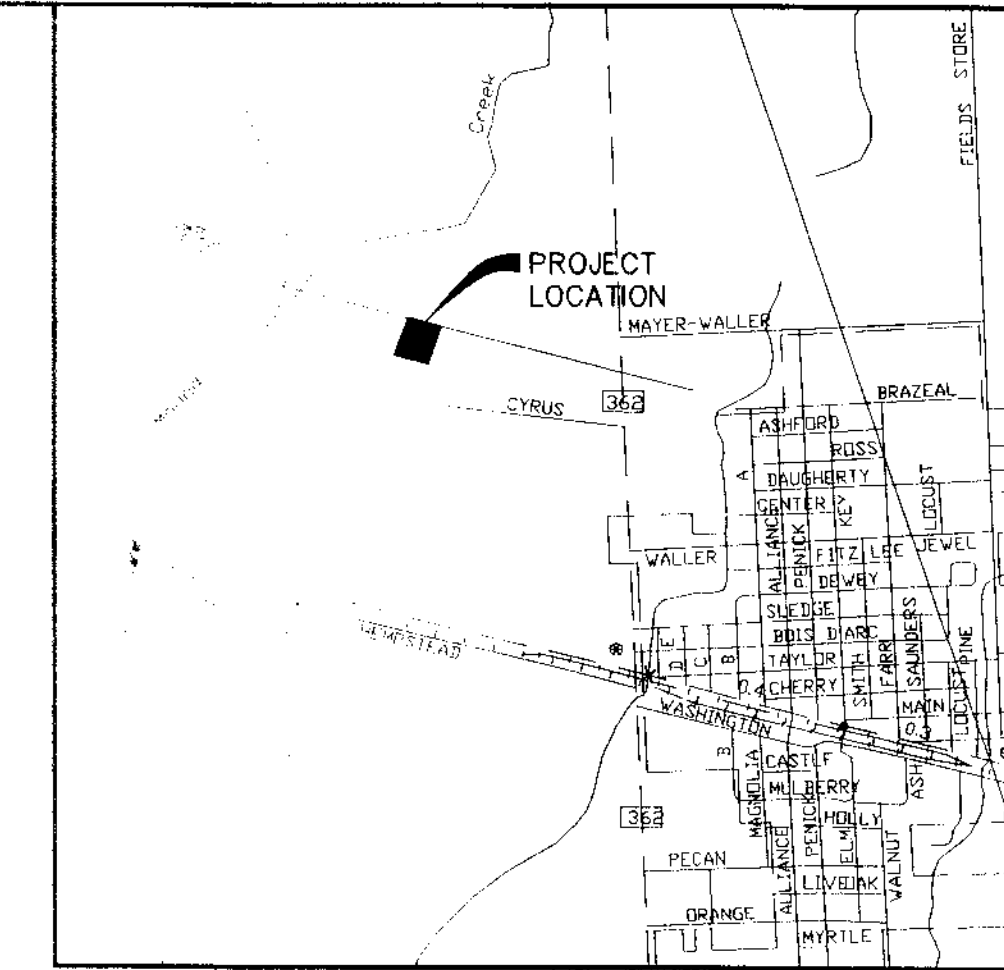 FIELDS STORE
Creek
PROJECT
LOCATION
MAYER-WALLER
BRAZEAL
CYRUS
362
ASHFORD
ROSS
A
DAUGHERTY
LOCUST
CENTER
KEY
ALLIANCE
PENICK
WALLER
FITZ LEE
JEWEL
DEWEY
SLEDGE
SAUNDERS
HEMPSTEAD
E
D
C
B
BOIS D'ARC
TAYLOR
SMITH
FARR
LOCUST
PINE
0.4
CHERRY
WASHINGTON
MAIN
0.3
B
CASTLE
ASH
MAGNOLIA
MULBERRY
PENICK
362
HOLLY
ELM
PECAN
ALLIANCE
LIVEOAK
WALNUT
ORANGE
MYRTLE